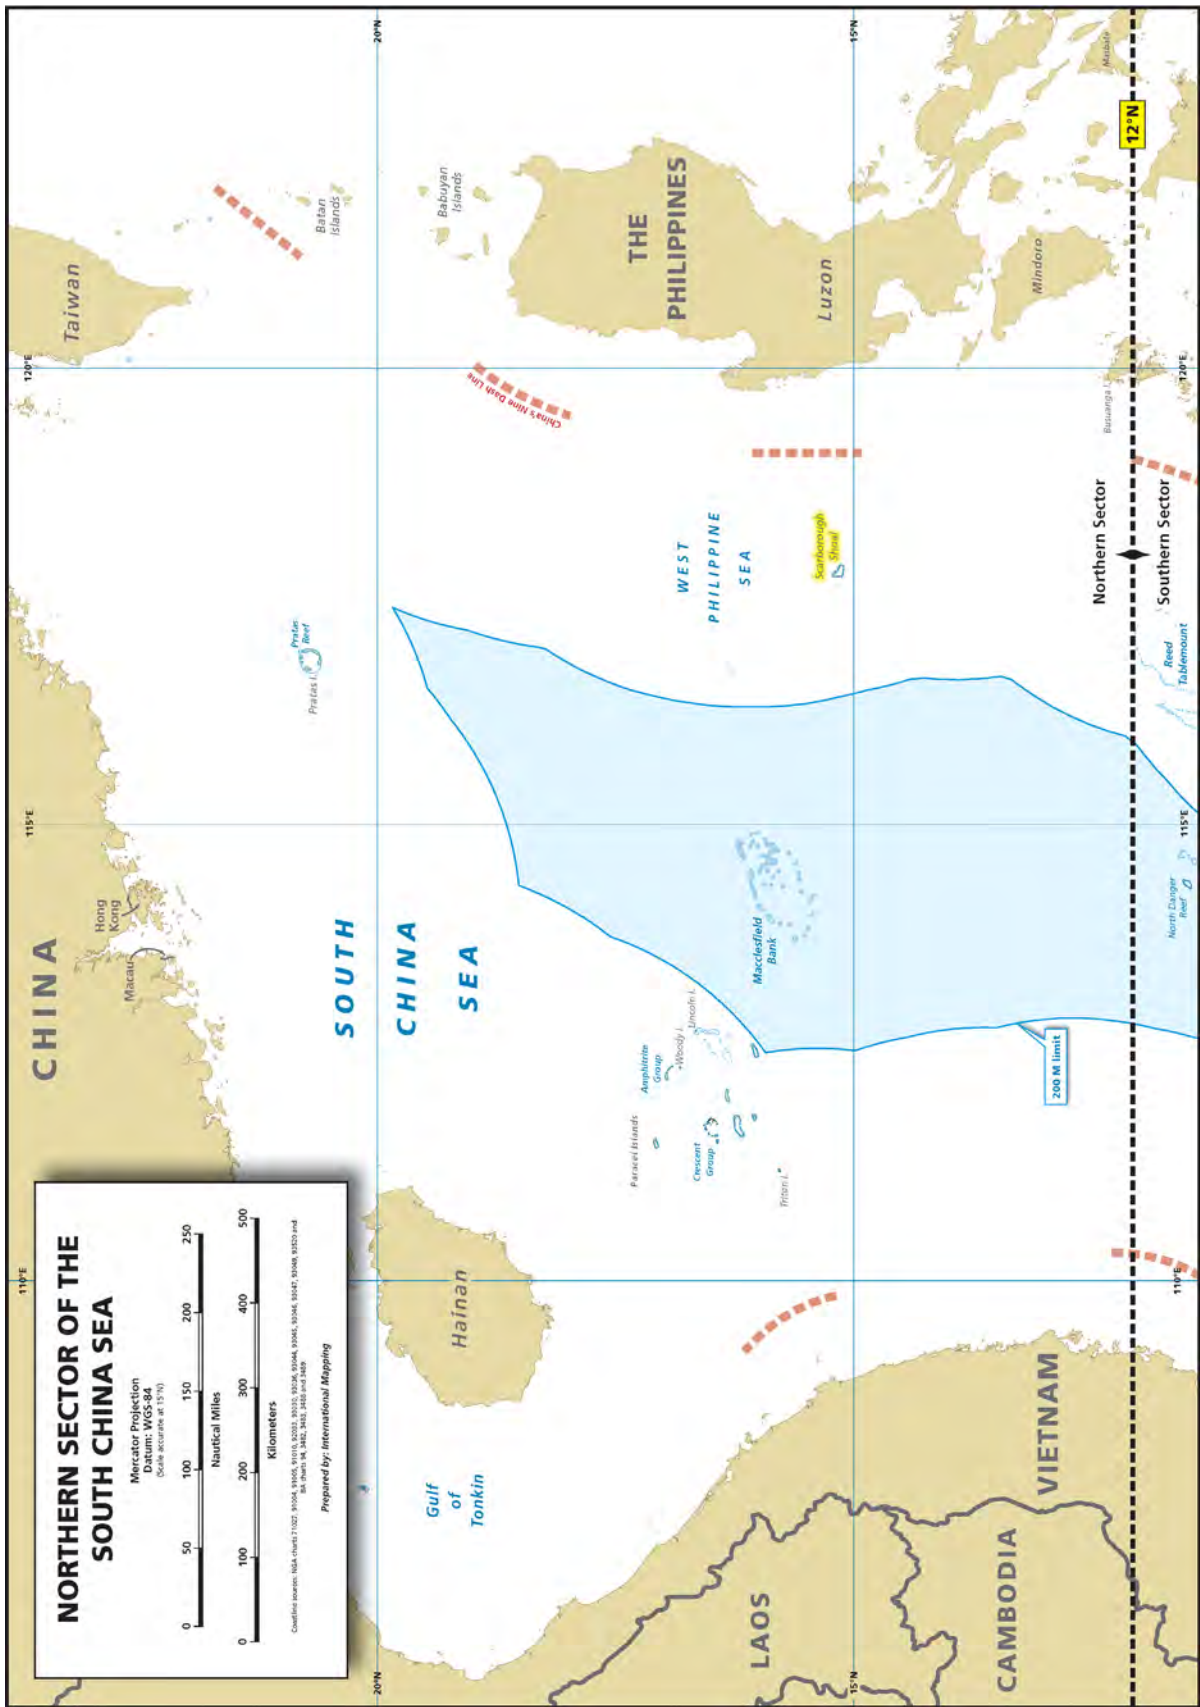 NORTHERN SECTOR OF THE
SOUTH CHINA SEA
Mercator Projection
Datum: WGS-84
(Scale accurate at 15°N)
0 50 100 150 200 250
Nautical Miles
0 100 200 300 400 500
Kilometers
Prepared by: International Mapping
110°E
115°E
120°E
CHINA
Macau
Hong
Kong
Taiwan
20°N
20°N
Gulf
of
Tonkin
Hainan
SOUTH
CHINA
SEA
Pratas I.
Pratas
Reef
Batan
Islands
Babuyan
Islands
China's Nine Dash Line
Paracel Islands
Amphitrite
Group
Woody I.
Lincoln I.
Crescent
Group
Triton I.
Macclesfield
Bank
WEST
PHILIPPINE
SEA
Scarborough
Shoal
THE
PHILIPPINES
Luzon
15°N
15°N
LAOS
CAMBODIA
VIETNAM
200 M limit
Mindoro
Busuanga I.
Masbate
12°N
Northern Sector
Southern Sector
North Danger
Reef
Reed
Tablemount
110°E
115°E
120°E